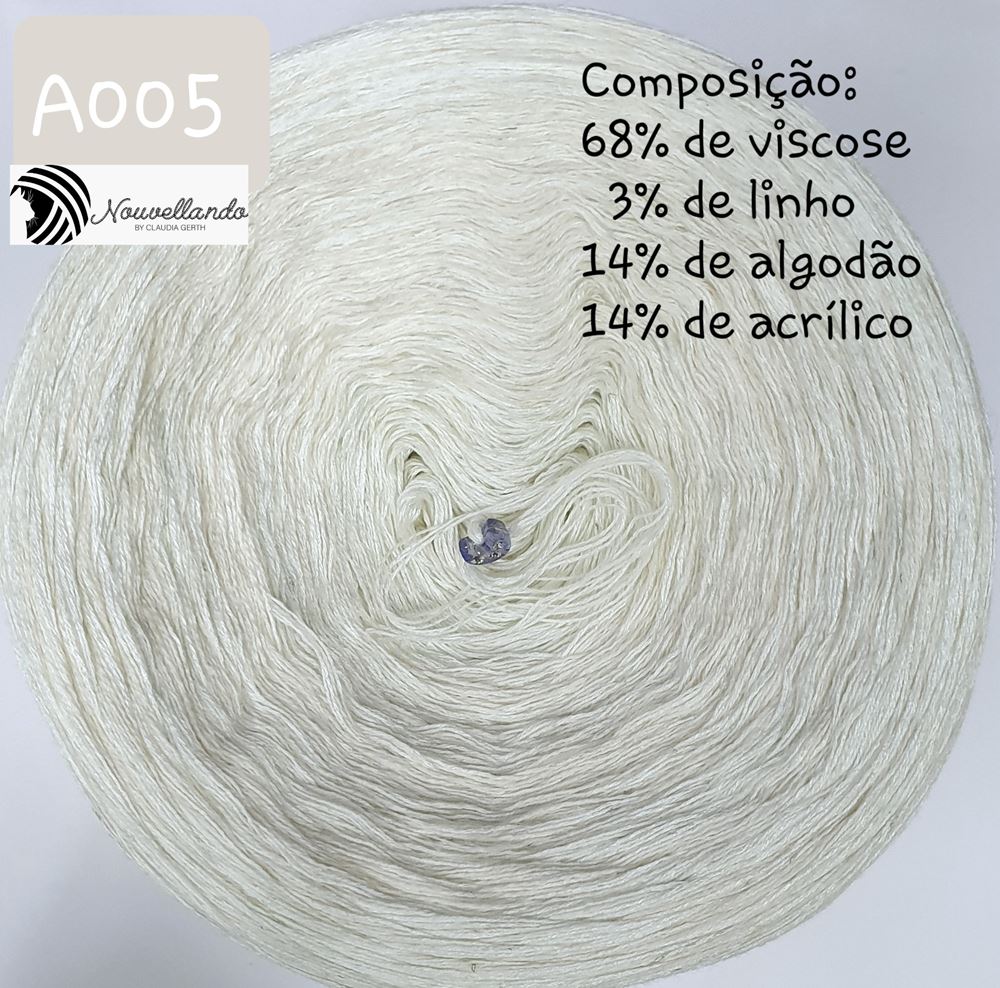 A005
Nouvellando
BY CLAUDIA GERTH
Composição:
68% de viscose
3% de linho
14% de algodão
14% de acrílico